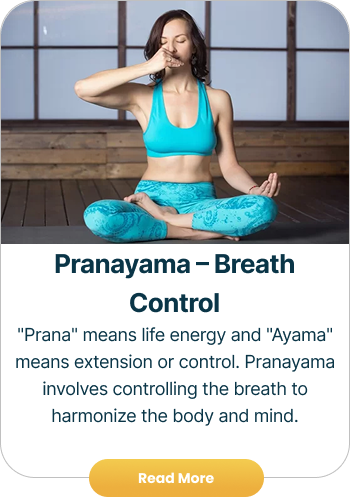 Pranayama – Breath
Control
"Prana" means life energy and "Ayama"
means extension or control. Pranayama
involves controlling the breath to
harmonize the body and mind.
Read More